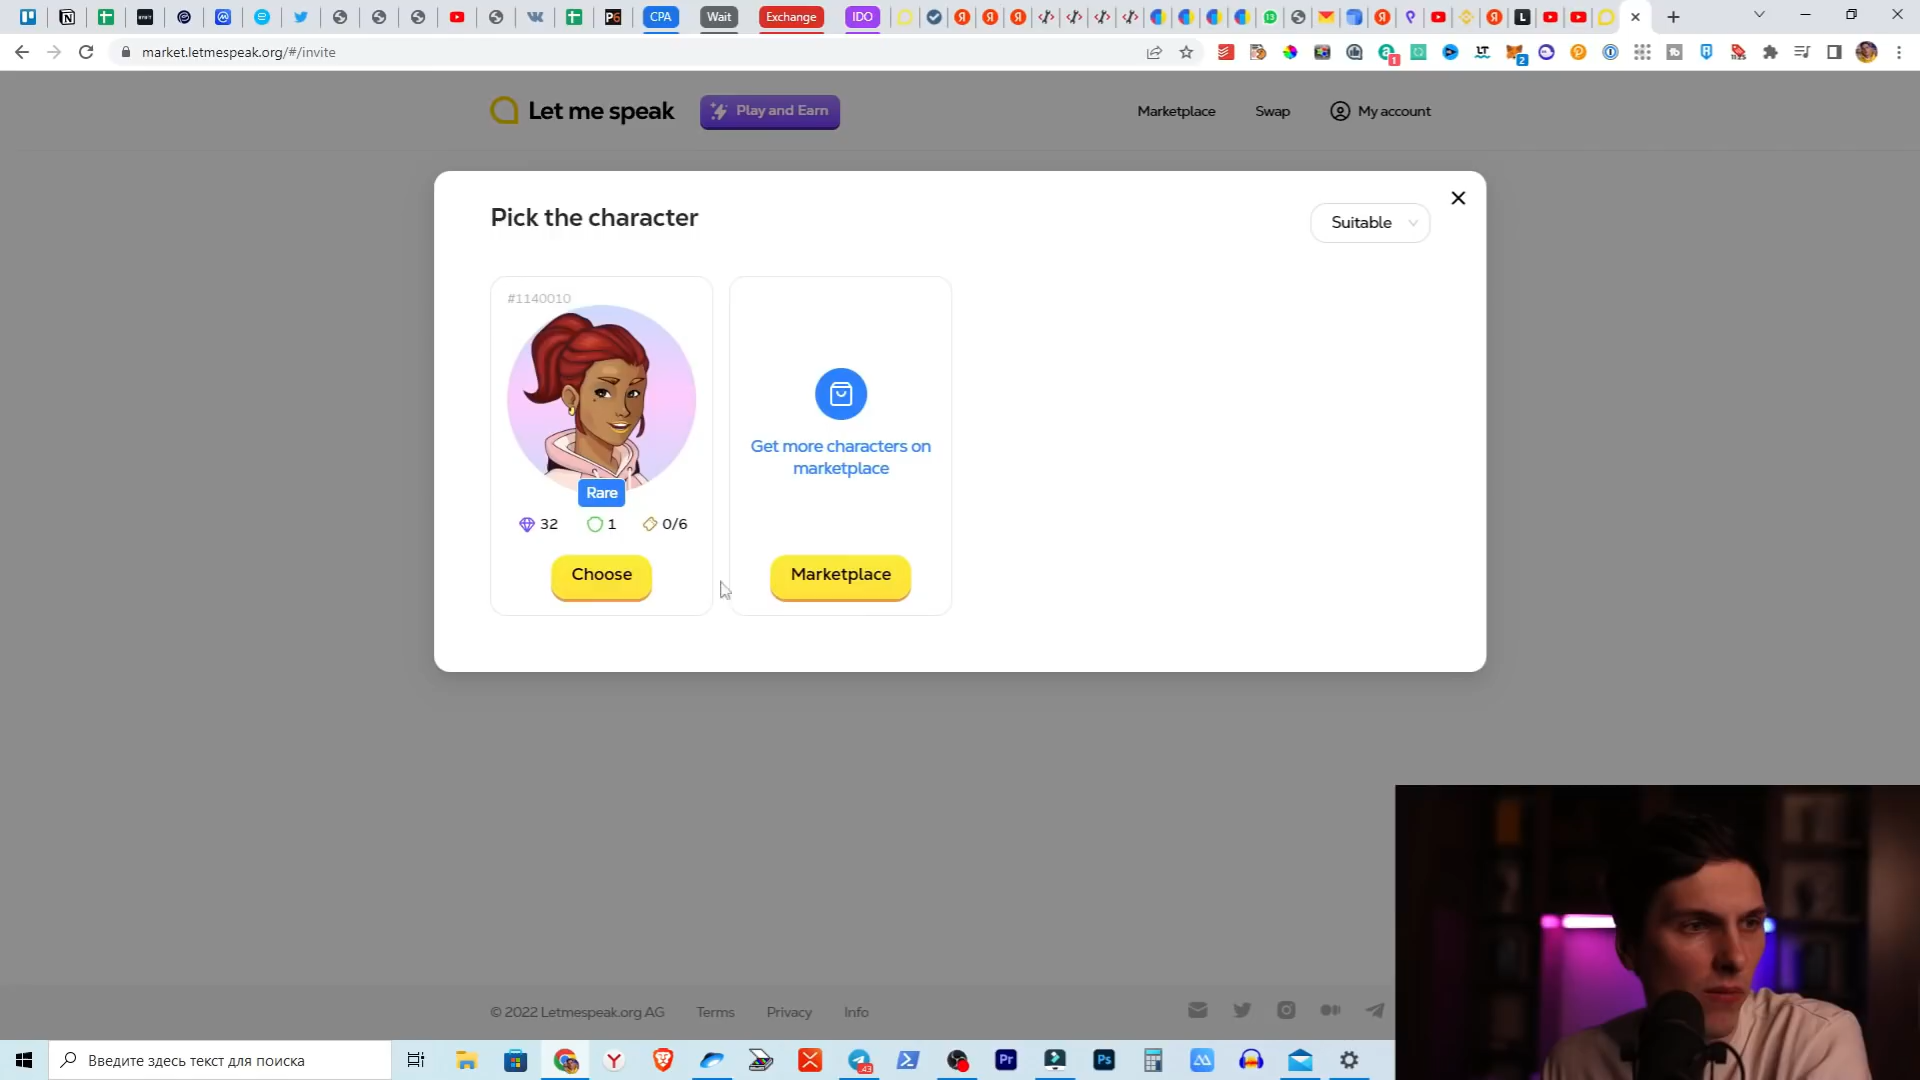 CPA
Wait
Exchange
IDO
market.letmespeak.org/#/invite
Let me speak
Play and Earn
Marketplace
Swap
My account
Pick the character
Suitable
#1140010
Rare
32
1
0/6
Choose
Get more characters on
marketplace
Marketplace
© 2022 Letmespeak.org AG
Terms
Privacy
Info
Введите здесь текст для поиска
Pr
Ps